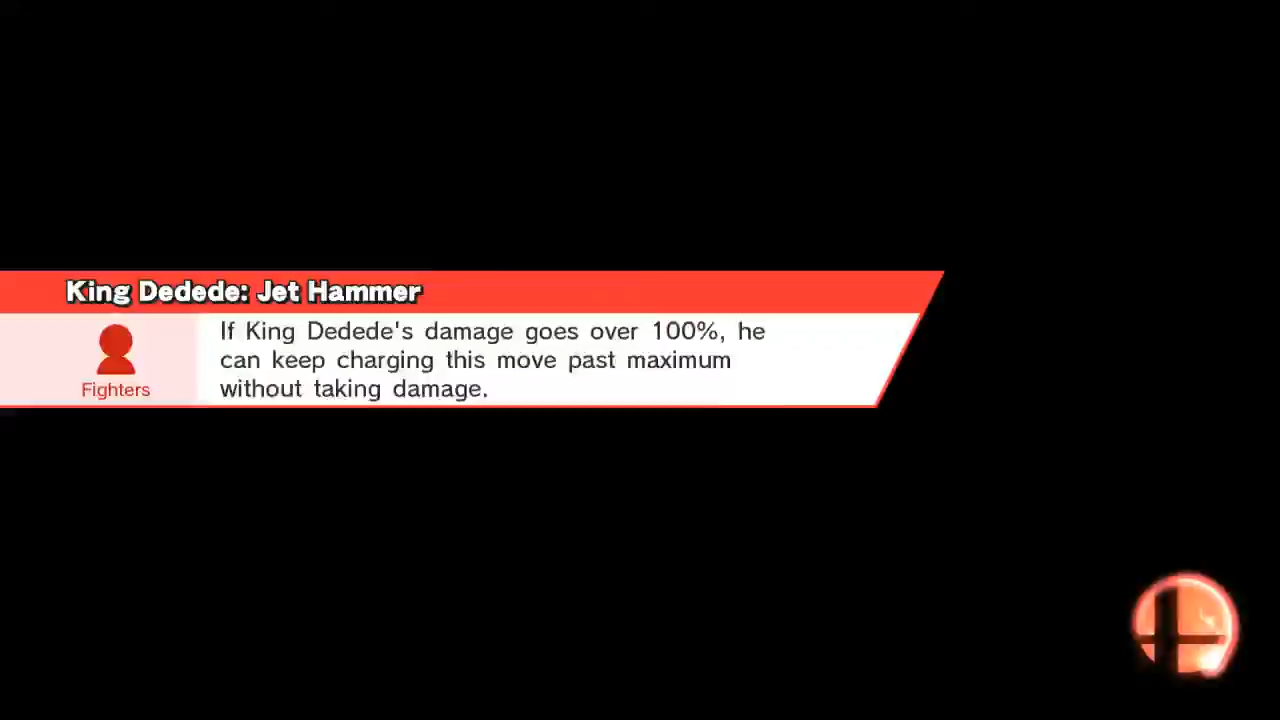 King Dedede: Jet Hammer
If King Dedede's damage goes over 100%, he
can keep charging this move past maximum
without taking damage.
Fighters